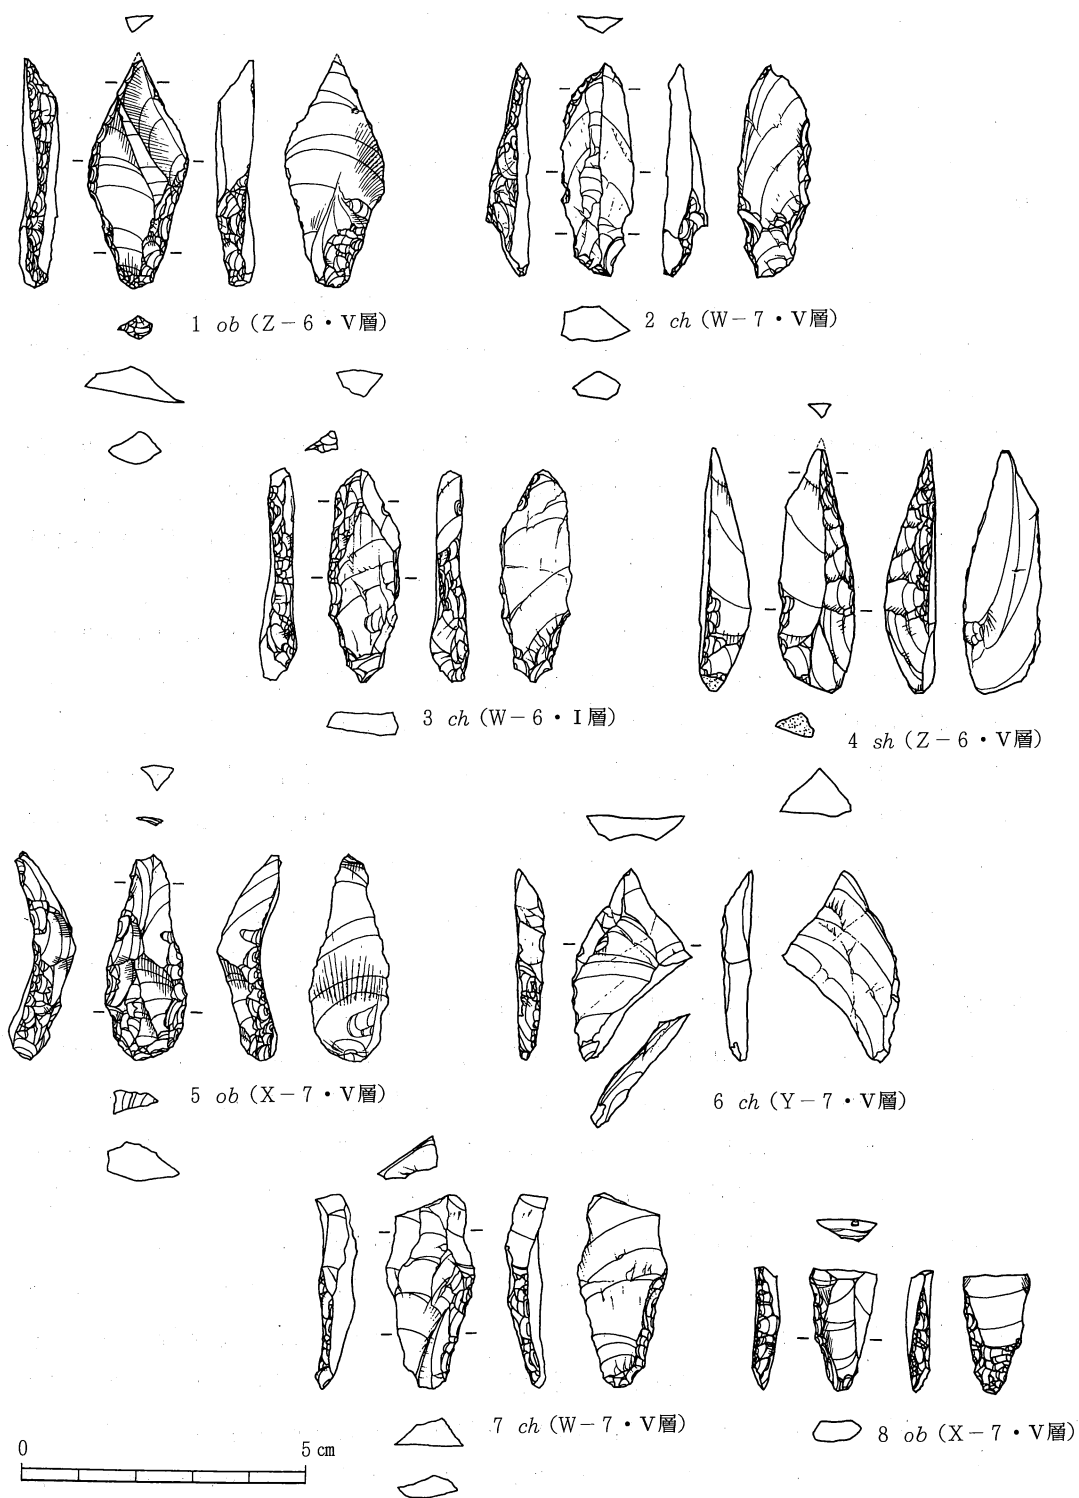 1 ob (Z－6・V層)
2 ch (W－7・V層)
3 ch (W－6・I層)
4 sh (Z－6・V層)
5 ob (X－7・V層)
6 ch (Y－7・V層)
7 ch (W－7・V層)
8 ob (X－7・V層)
0 5 cm